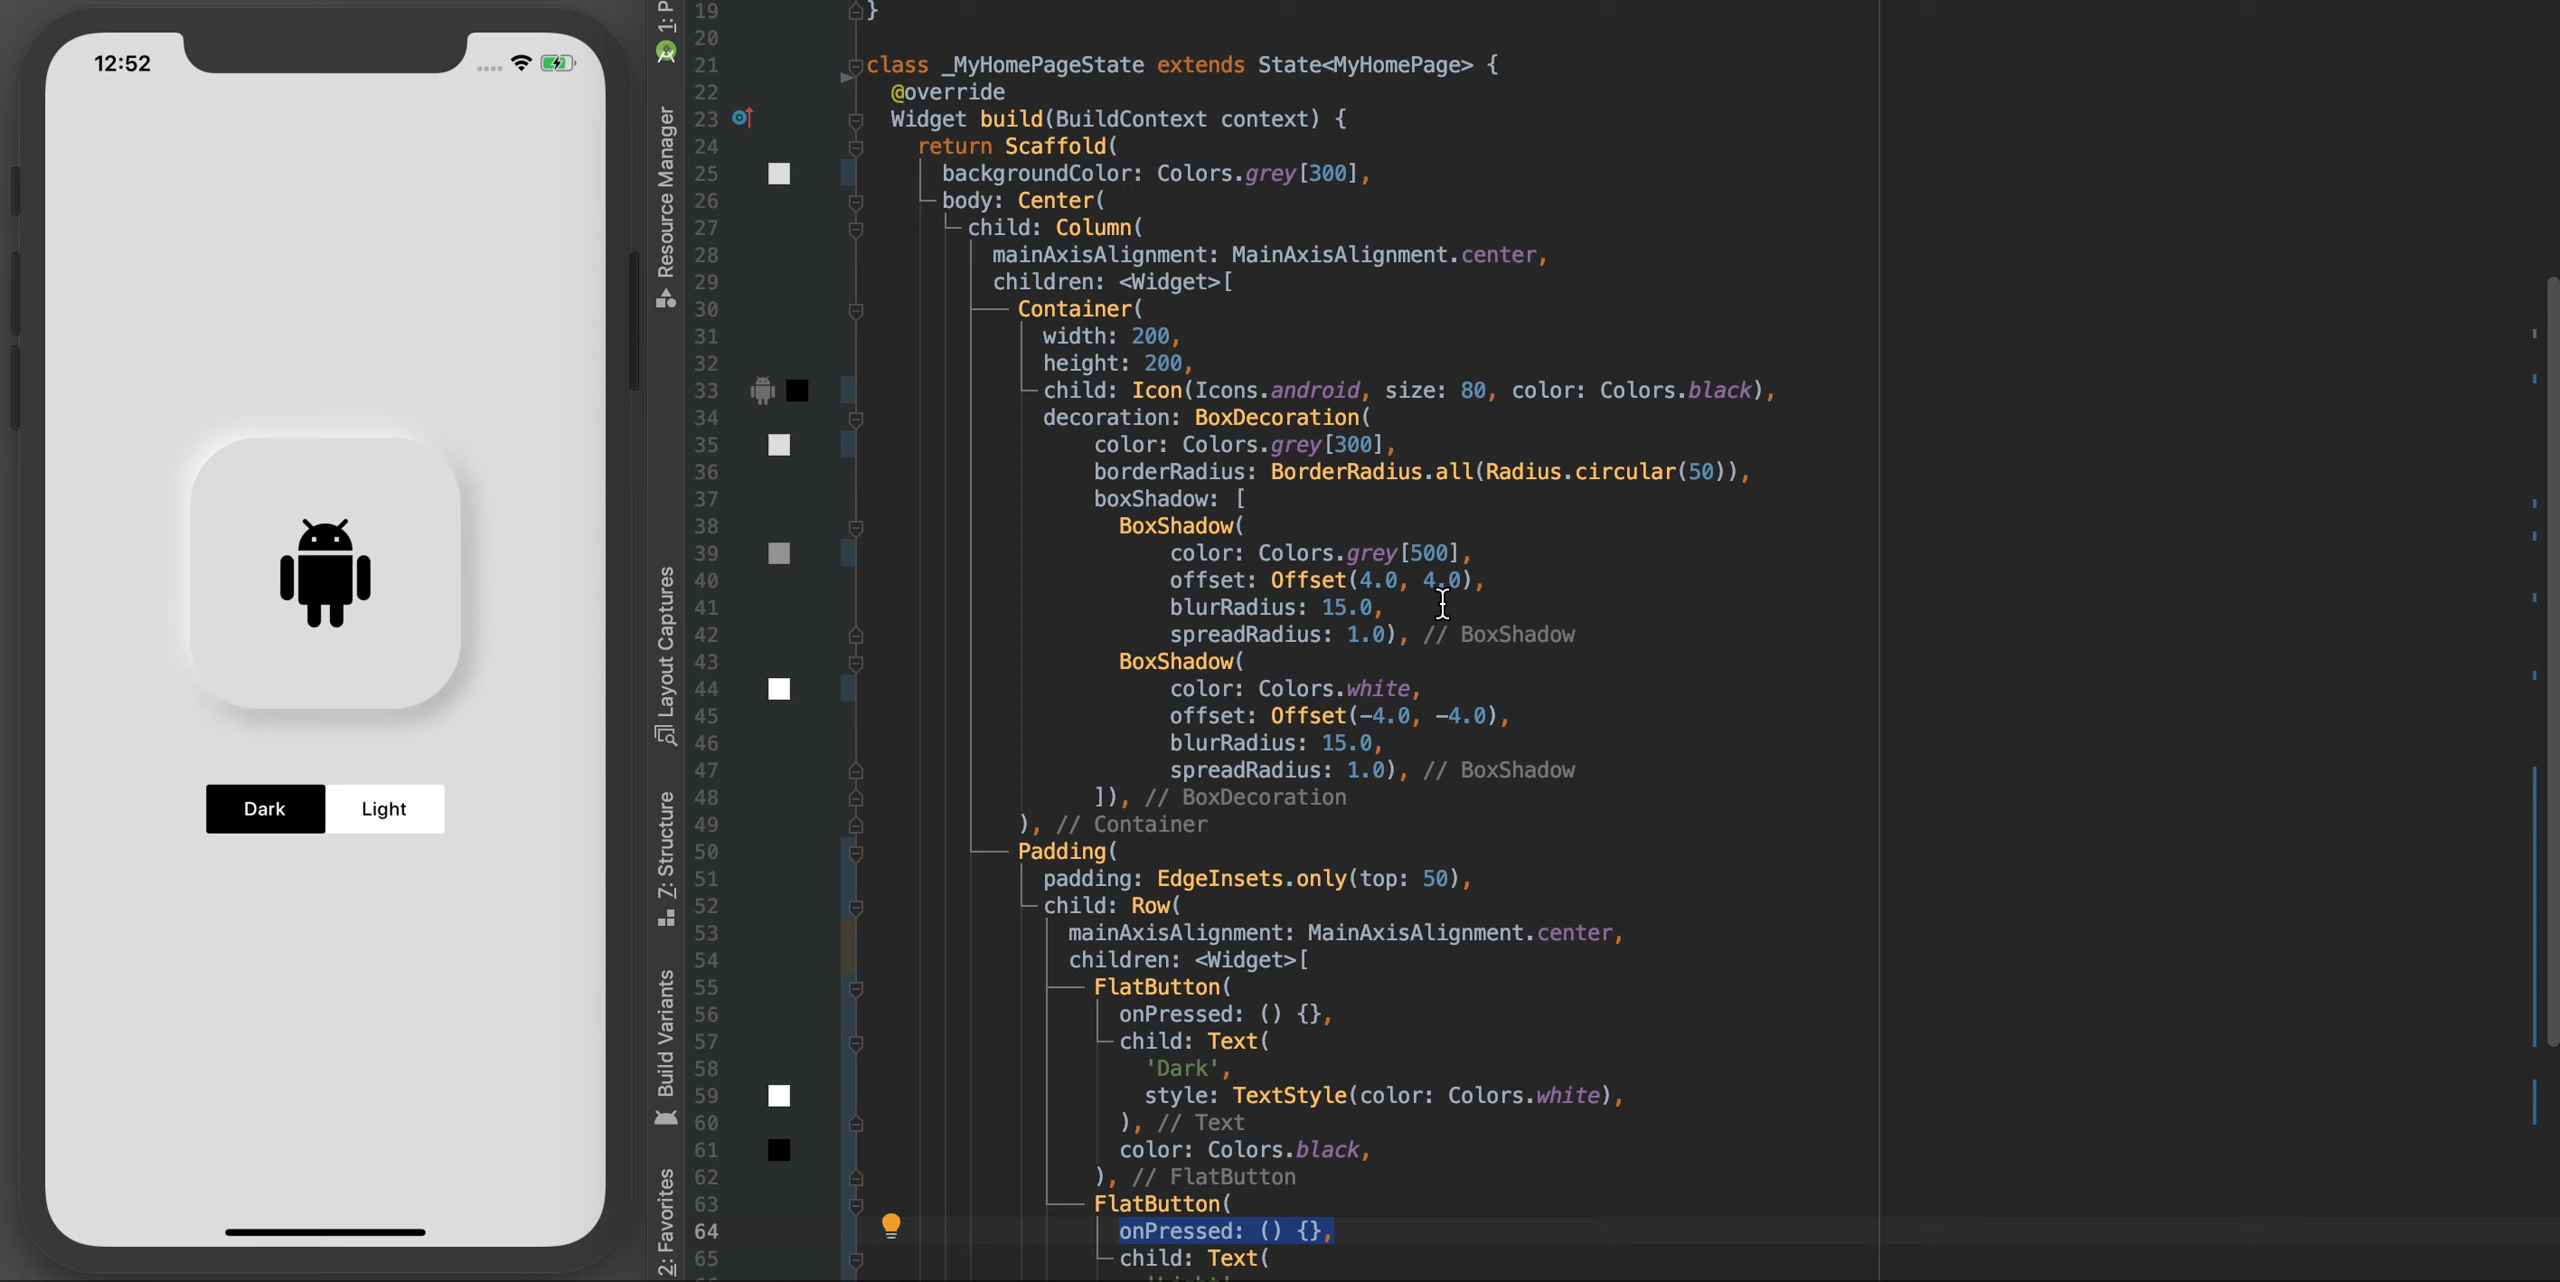 12:52
Dark Light
1: P
Resource Manager
Layout Captures
Z: Structure
Build Variants
2: Favorites
19 }
20
21 class _MyHomePageState extends State<MyHomePage> {
22 @override
23 Widget build(BuildContext context) {
24 return Scaffold(
25 backgroundColor: Colors.grey[300],
26 body: Center(
27 child: Column(
28 mainAxisAlignment: MainAxisAlignment.center,
29 children: <Widget>[
30 Container(
31 width: 200,
32 height: 200,
33 child: Icon(Icons.android, size: 80, color: Colors.black),
34 decoration: BoxDecoration(
35 color: Colors.grey[300],
36 borderRadius: BorderRadius.all(Radius.circular(50)),
37 boxShadow: [
38 BoxShadow(
39 color: Colors.grey[500],
40 offset: Offset(4.0, 4.0),
41 blurRadius: 15.0,
42 spreadRadius: 1.0), // BoxShadow
43 BoxShadow(
44 color: Colors.white,
45 offset: Offset(-4.0, -4.0),
46 blurRadius: 15.0,
47 spreadRadius: 1.0), // BoxShadow
48 ]), // BoxDecoration
49 ), // Container
50 Padding(
51 padding: EdgeInsets.only(top: 50),
52 child: Row(
53 mainAxisAlignment: MainAxisAlignment.center,
54 children: <Widget>[
55 FlatButton(
56 onPressed: () {},
57 child: Text(
58 'Dark',
59 style: TextStyle(color: Colors.white),
60 ), // Text
61 color: Colors.black,
62 ), // FlatButton
63 FlatButton(
64 onPressed: () {},
65 child: Text(